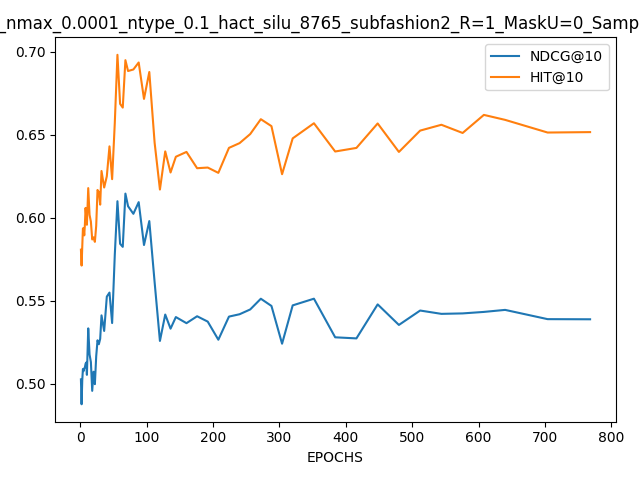 _nmax_0.0001_ntype_0.1_hact_silu_8765_subfashion2_R=1_MaskU=0_Samp
NDCG@10
HIT@10
0.70
0.65
0.60
0.55
0.50
0 100 200 300 400 500 600 700 800
EPOCHS